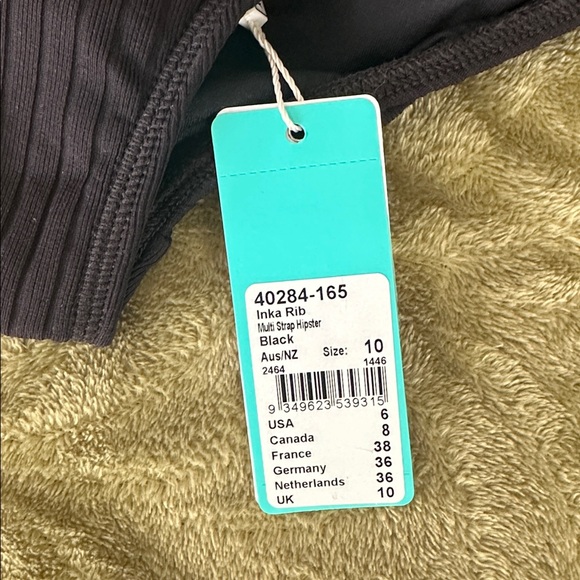 40284-165
Inka Rib
Multi Strap Hipster
Black
Aus/NZ Size: 10
2464 1446
9 349623 539315
USA 6
Canada 8
France 38
Germany 36
Netherlands 36
UK 10